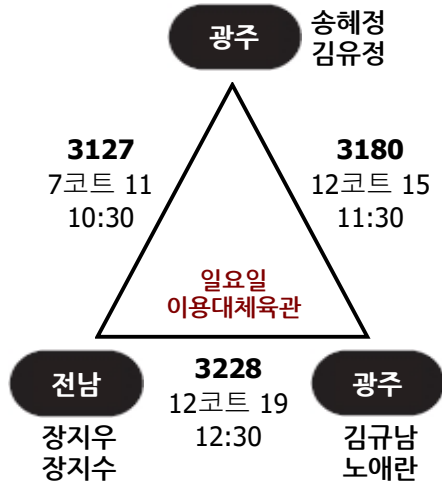 광주
송혜정
김유정
3127
7코트 11
10:30
3180
12코트 15
11:30
일요일
이용대체육관
전남
장지우
장지수
3228
12코트 19
12:30
광주
김규남
노애란